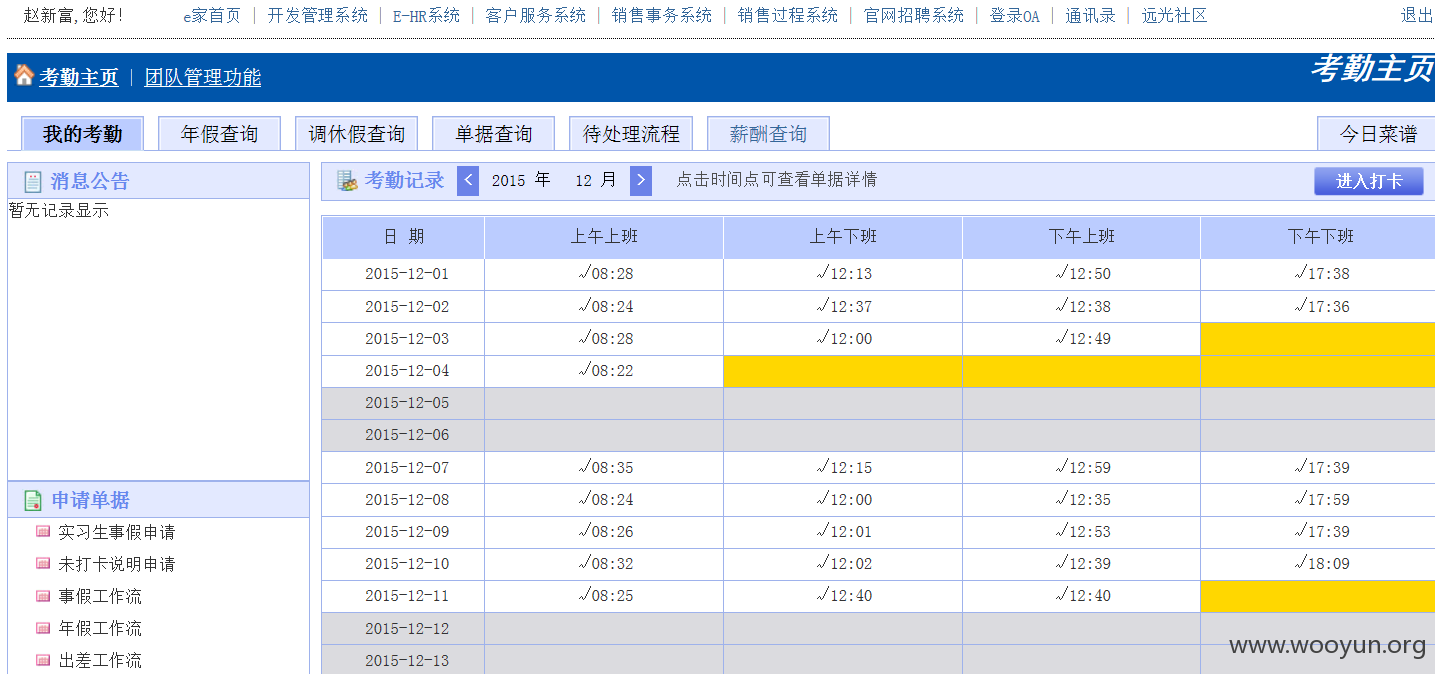 赵新富,您好! e家首页 | 开发管理系统 | E-HR系统 | 客户服务系统 | 销售事务系统 | 销售过程系统 | 官网招聘系统 | 登录OA | 通讯录 | 远光社区 退出
考勤主页 | 团队管理功能 考勤主页
我的考勤 年假查询 调休假查询 单据查询 待处理流程 薪酬查询 今日菜谱
消息公告
暂无记录显示
考勤记录 < 2015 年 12 月 > 点击时间点可查看单据详情 进入打卡
日 期 上午上班 上午下班 下午上班 下午下班
2015-12-01 √08:28 √12:13 √12:50 √17:38
2015-12-02 √08:24 √12:37 √12:38 √17:36
2015-12-03 √08:28 √12:00 √12:49
2015-12-04 √08:22
2015-12-05
2015-12-06
2015-12-07 √08:35 √12:15 √12:59 √17:39
2015-12-08 √08:24 √12:00 √12:35 √17:59
2015-12-09 √08:26 √12:01 √12:53 √17:39
2015-12-10 √08:32 √12:02 √12:39 √18:09
2015-12-11 √08:25 √12:40 √12:40
2015-12-12
2015-12-13
申请单据
实习生事假申请
未打卡说明申请
事假工作流
年假工作流
出差工作流
www.wooyun.org